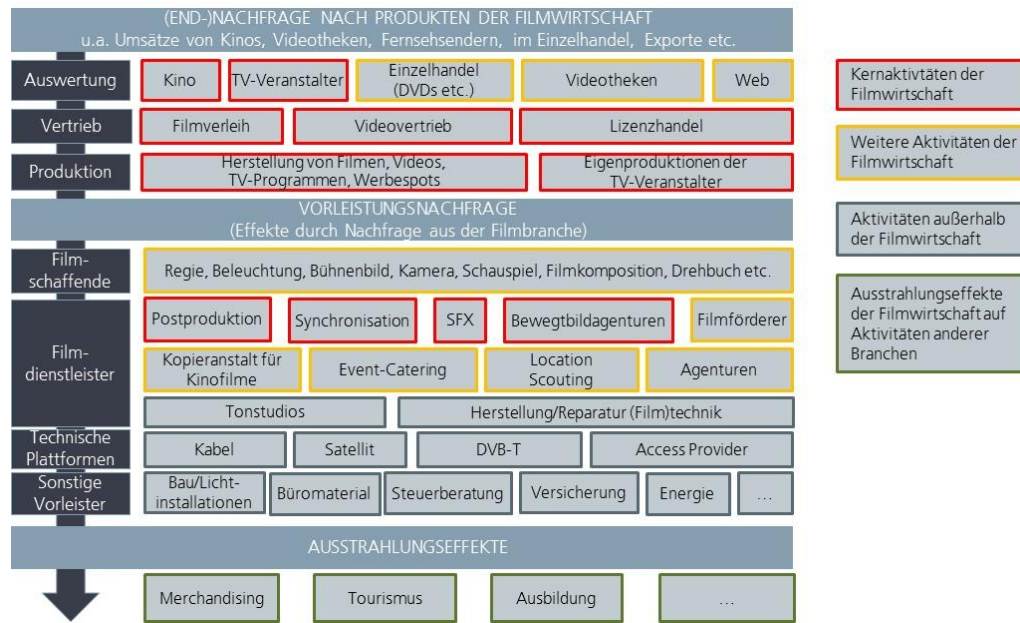 (END-)NACHFRAGE NACH PRODUKTEN DER FILMWIRTSCHAFT
u.a. Umsätze von Kinos, Videotheken, Fernsehsendern, im Einzelhandel, Exporte etc.
Auswertung
Kino
TV-Veranstalter
Einzelhandel
(DVDs etc.)
Videotheken
Web
Vertrieb
Filmverleih
Videovertrieb
Lizenzhandel
Produktion
Herstellung von Filmen, Videos,
TV-Programmen, Werbespots
Eigenproduktionen der
TV-Veranstalter
VORLEISTUNGSNACHFRAGE
(Effekte durch Nachfrage aus der Filmbranche)
Film-
schaffende
Regie, Beleuchtung, Bühnenbild, Kamera, Schauspiel, Filmkomposition, Drehbuch etc.
Film-
dienstleister
Postproduktion
Synchronisation
SFX
Bewegtbildagenturen
Filmförderer
Kopieranstalt für
Kinofilme
Event-Catering
Location
Scouting
Agenturen
Tonstudios
Herstellung/Reparatur (Film)technik
Technische
Plattformen
Kabel
Satellit
DVB-T
Access Provider
Sonstige
Vorleister
Bau/Licht-
installationen
Büromaterial
Steuerberatung
Versicherung
Energie
...
AUSSTRAHLUNGSEFFEKTE
Merchandising
Tourismus
Ausbildung
...
Kernaktivtäten der
Filmwirtschaft
Weitere Aktivitäten der
Filmwirtschaft
Aktivitäten außerhalb
der Filmwirtschaft
Ausstrahlungseffekte
der Filmwirtschaft auf
Aktivitäten anderer
Branchen